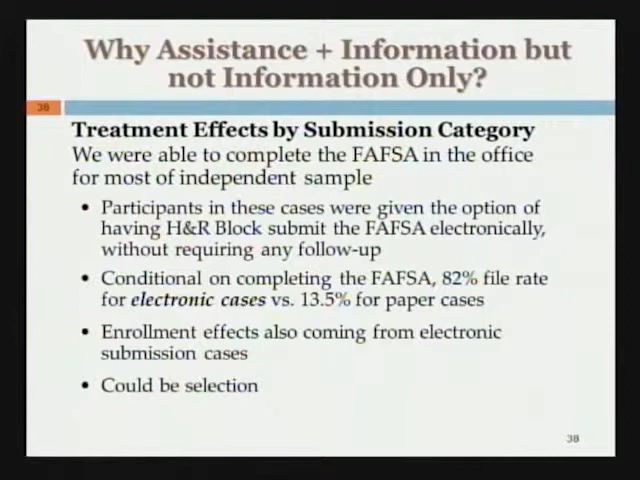 Why Assistance + Information but
not Information Only?
38
Treatment Effects by Submission Category
We were able to complete the FAFSA in the office
for most of independent sample
• Participants in these cases were given the option of
having H&R Block submit the FAFSA electronically,
without requiring any follow-up
• Conditional on completing the FAFSA, 82% file rate
for electronic cases vs. 13.5% for paper cases
• Enrollment effects also coming from electronic
submission cases
• Could be selection
38